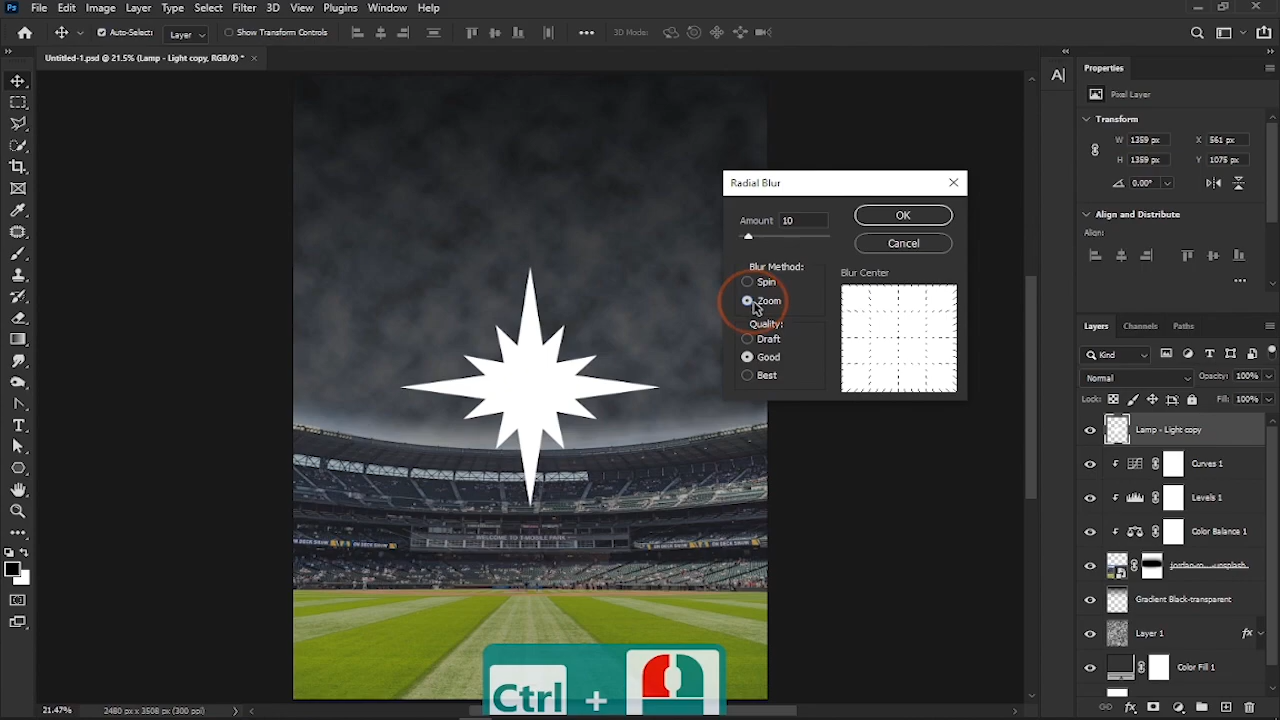 Ps File Edit Image Layer Type Select Filter 3D View Plugins Window Help
Auto-Select: Layer Show Transform Controls 3D Mode:
Untitled-1.psd @ 21.5% (Lamp - Light copy, RGB/8) *
Properties
Pixel Layer
Transform
W 1359 px X 561 px
H 1359 px Y 1075 px
0.00°
Align and Distribute
Align:
Radial Blur
Amount 10
OK
Cancel
Blur Method:
Spin
Zoom
Quality:
Draft
Good
Best
Blur Center
Layers Channels Paths
Kind
Normal Opacity: 100%
Lock: Fill: 100%
Lamp - Light copy
Curves 1
Levels 1
Color Balance 1
Gradient Black-transparent
Layer 1 fx
Color Fill 1
WELCOME TO T-MOBILE PARK
Ctrl +
21.47% 2480 px x 3508 px (300 ppi)